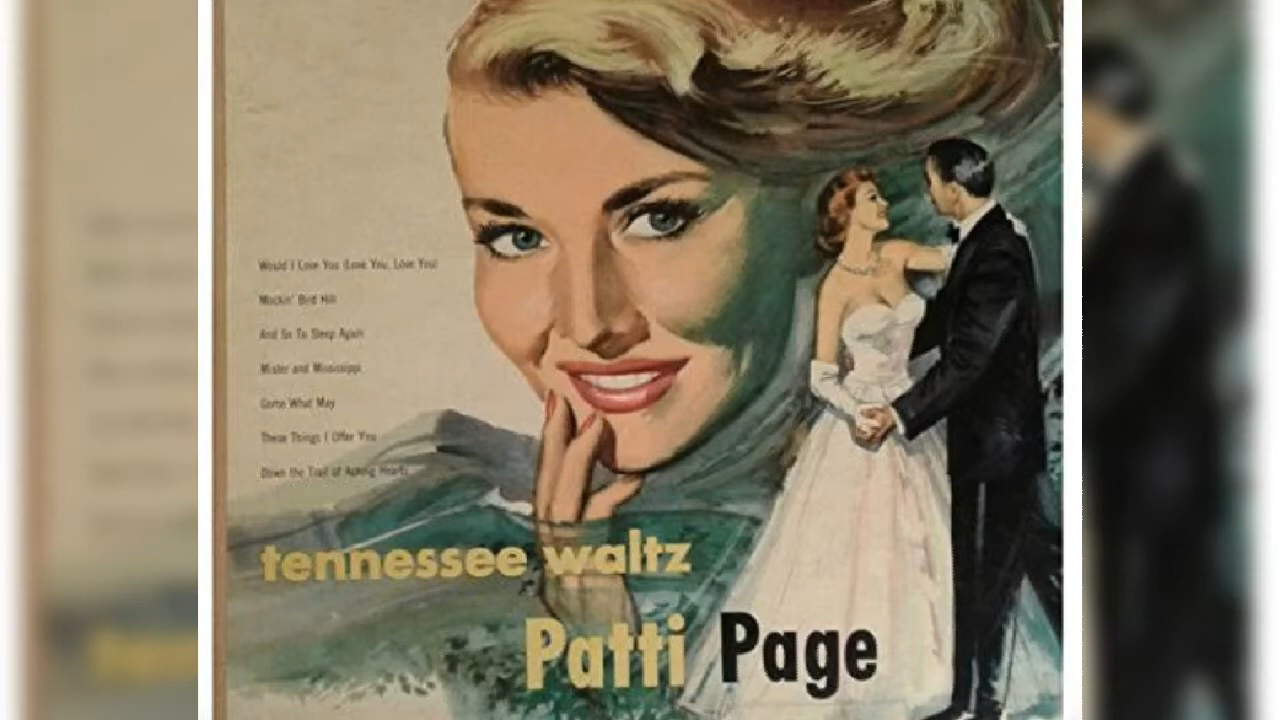 Would I Love You (Love You, Love You)
Mockin' Bird Hill
And So To Sleep Again
Mister and Mississippi
Come What May
These Things I Offer You
Down the Trail of Aching Hearts
tennessee waltz
Patti Page